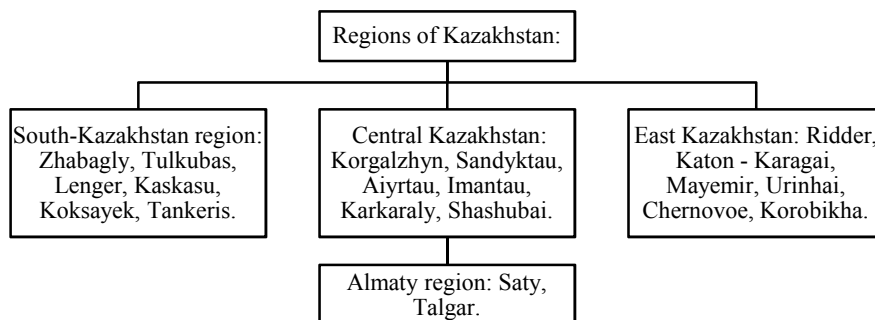 Regions of Kazakhstan:
South-Kazakhstan region:
Zhabagly, Tulkubas,
Lenger, Kaskasu,
Koksayek, Tankeris.
Central Kazakhstan:
Korgalzhyn, Sandyktau,
Aiyrtau, Imantau,
Karkaraly, Shashubai.
East Kazakhstan: Ridder,
Katon - Karagai,
Mayemir, Urinhai,
Chernovoe, Korobikha.
Almaty region: Saty,
Talgar.